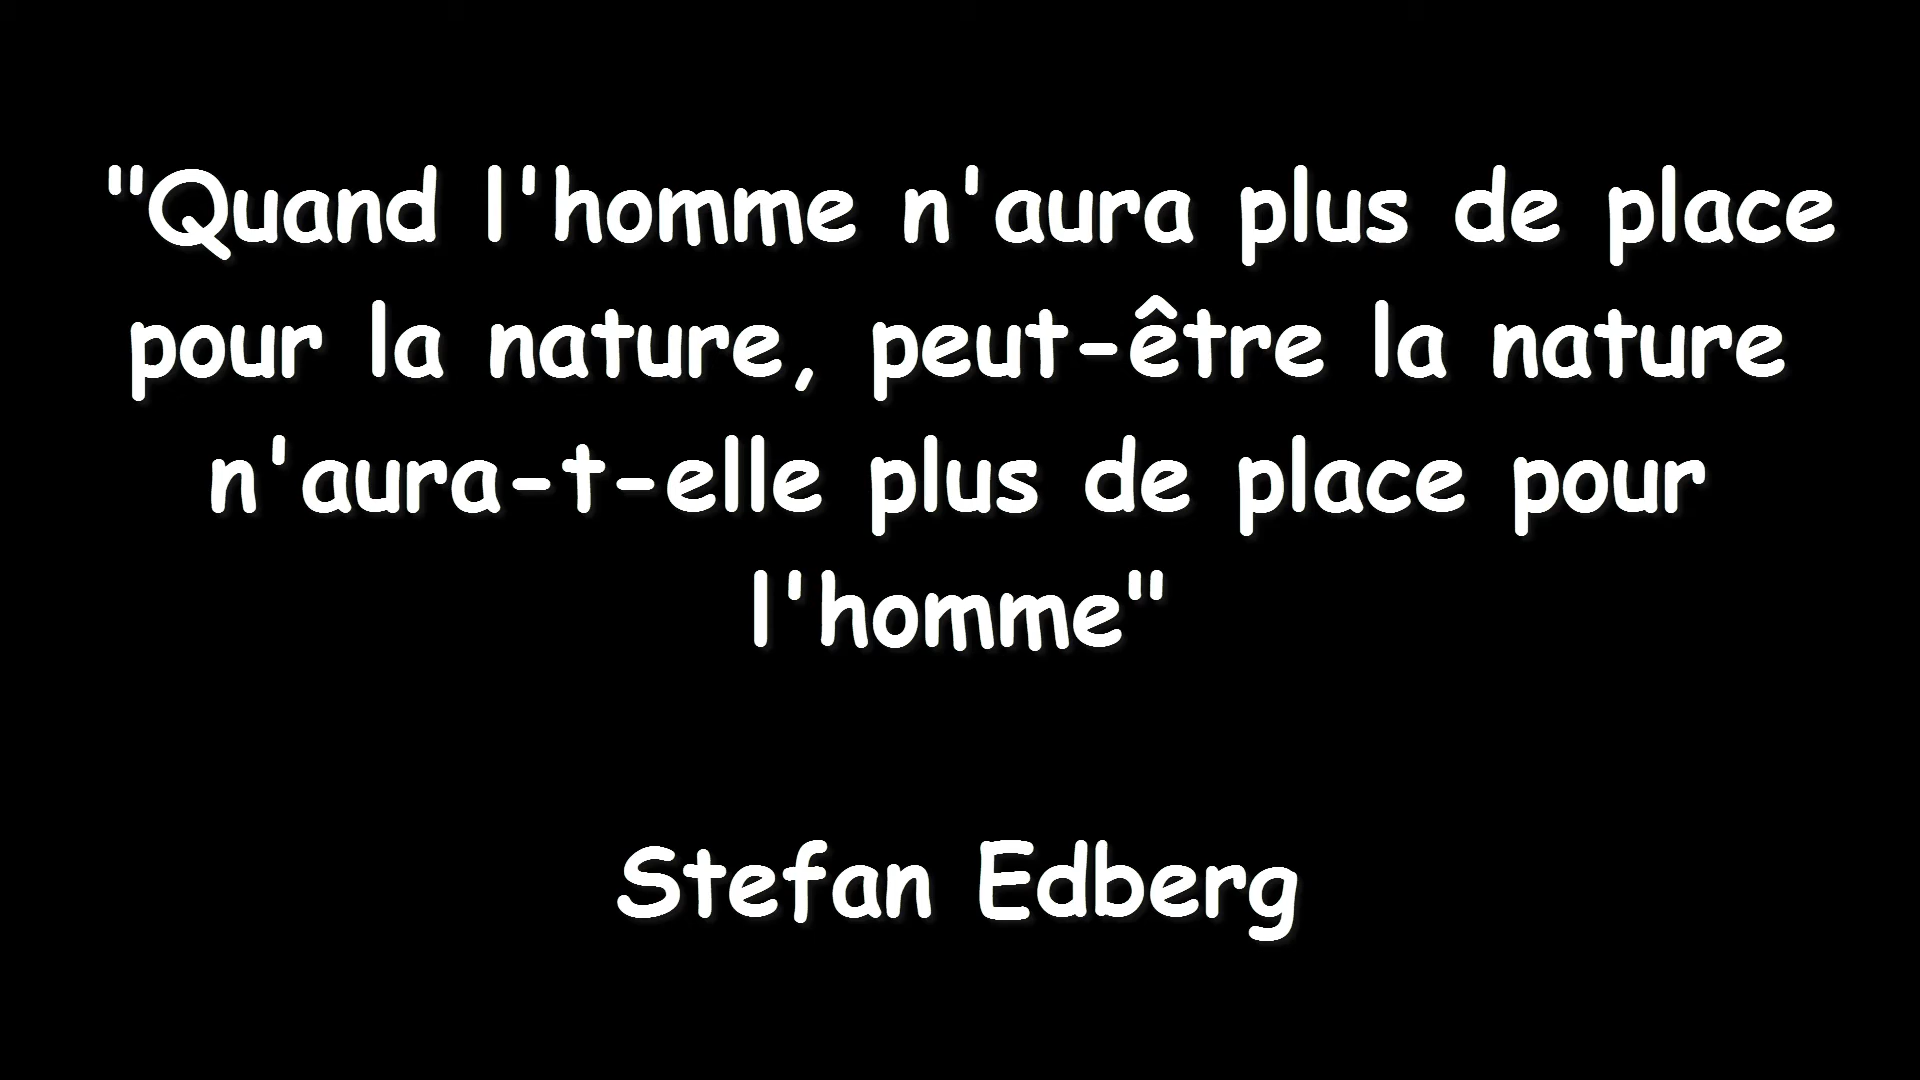 "Quand l'homme n'aura plus de place
pour la nature, peut-être la nature
n'aura-t-elle plus de place pour
l'homme"
Stefan Edberg